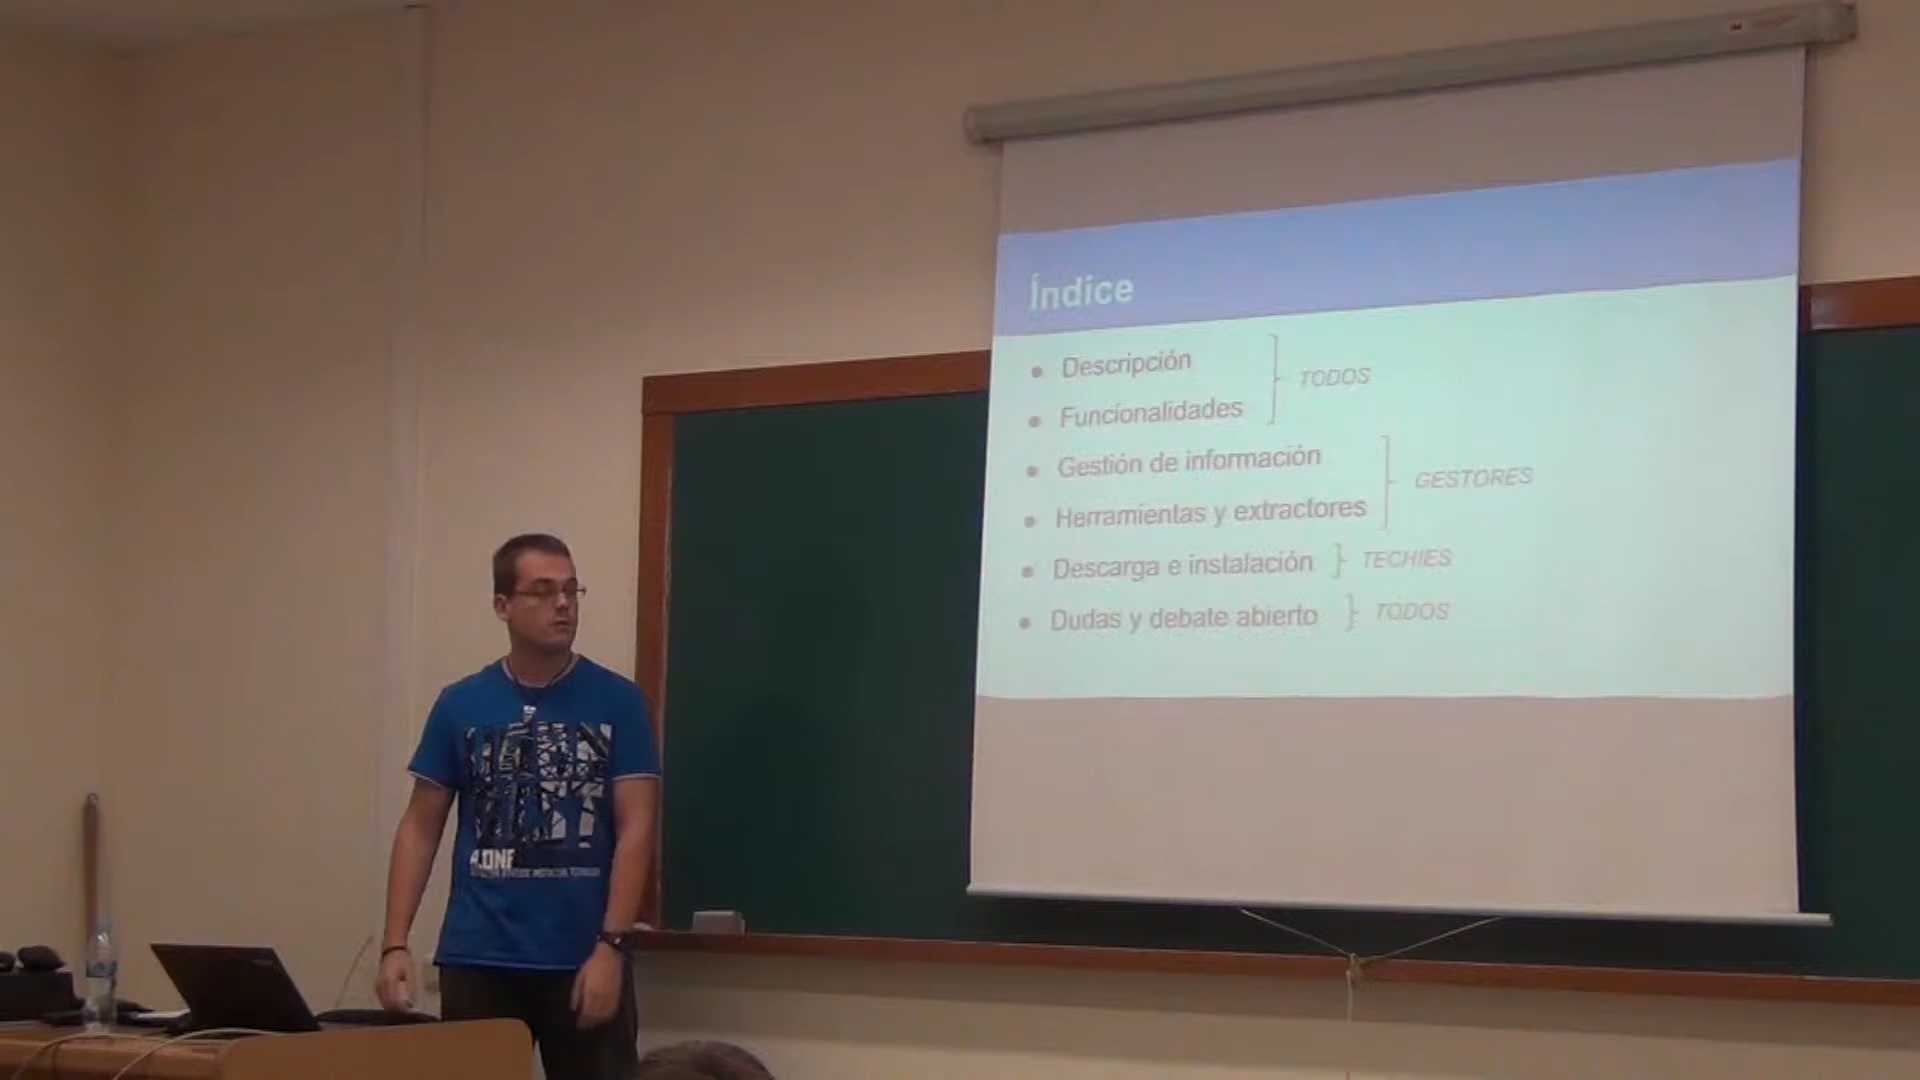 Índice
Descripción
Funcionalidades
TODOS
Gestión de información
Herramientas y extractores
GESTORES
Descarga e instalación
TECHIES
Dudas y debate abierto
TODOS